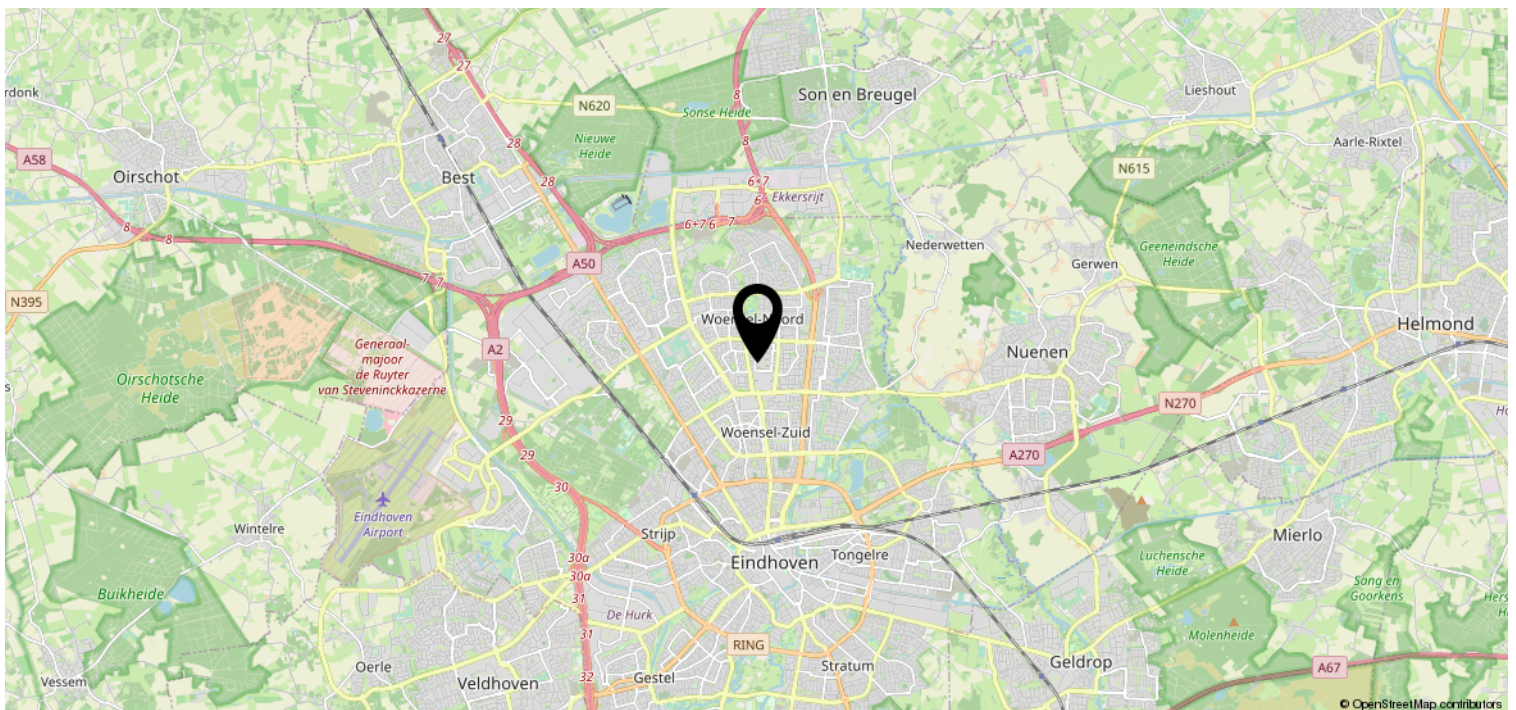 27
27
rdonk
N620
8
Sonse Heide
Son en Breugel
Lieshout
A58
28
Nieuwe
Heide
8
Aarle-Rixtel
Oirschot
Best
28
6+7
6
Ekkersrijt
N615
8
8
6+7
6
7
Nederwetten
Geeneindsche
Heide
A50
Gerwen
7
7
N395
Helmond
A2
Generaal-
majoor
de Ruyter
van Steveninckkazerne
Nuenen
Oirschotsche
Heide
s
N270
29
Woensel-Zuid
29
A270
30
Eindhoven
Airport
Wintelre
Strijp
Mierlo
30a
30a
Eindhoven
Tongelre
Luchensche
Heide
Sang en
Goorkens
Buikheide
31
De Hurk
31
RING
Molenheide
Oerle
Stratum
Geldrop
A67
Vessem
Veldhoven
32
Gestel
© OpenStreetMap contributors